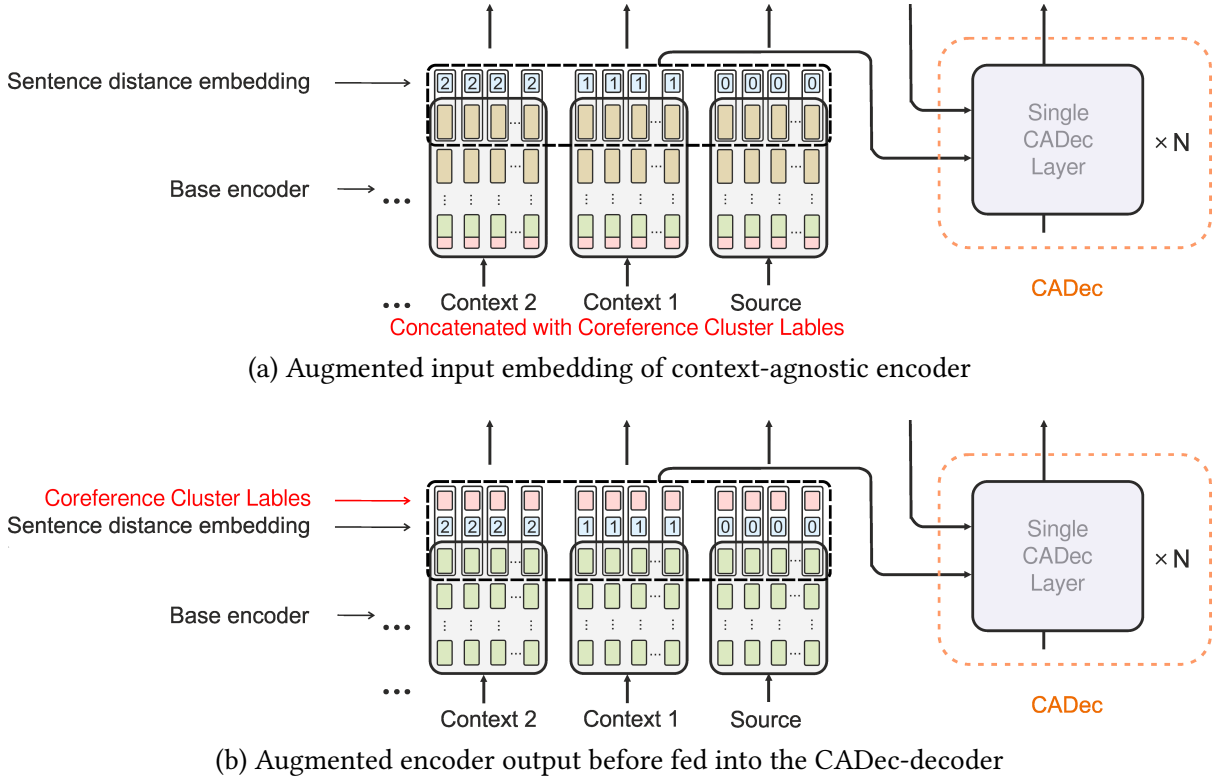 Sentence distance embedding
2 2 2 2 1 1 1 1 0 0 0 0
Single
CADec
Layer
× N
Base encoder
...
... Context 2 Context 1 Source
CADec
Concatenated with Coreference Cluster Lables
(a) Augmented input embedding of context-agnostic encoder
Coreference Cluster Lables
Sentence distance embedding
2 2 2 2 1 1 1 1 0 0 0 0
Single
CADec
Layer
× N
Base encoder
...
...
Context 2 Context 1 Source
CADec
(b) Augmented encoder output before fed into the CADec-decoder